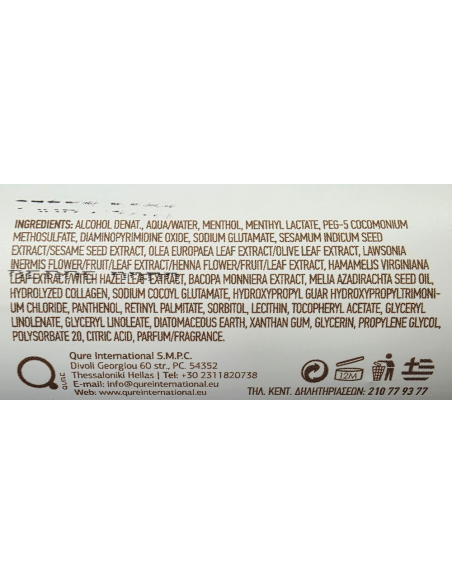 INGREDIENTS: ALCOHOL DENAT., AQUA/WATER, MENTHOL, MENTHYL LACTATE, PEG-5 COCOMONIUM
METHOSULFATE, DIAMINOPYRIMIDINE OXIDE, SODIUM GLUTAMATE, SESAMUM INDICUM SEED
EXTRACT/SESAME SEED EXTRACT, OLEA EUROPAEA LEAF EXTRACT/OLIVE LEAF EXTRACT, LAWSONIA
INERMIS FLOWER/FRUIT/LEAF EXTRACT/HENNA FLOWER/FRUIT/LEAF EXTRACT, HAMAMELIS VIRGINIANA
LEAF EXTRACT/WITCH HAZEL LEAF EXTRACT, BACOPA MONNIERA EXTRACT, MELIA AZADIRACHTA SEED OIL,
HYDROLYZED COLLAGEN, SODIUM COCOYL GLUTAMATE, HYDROXYPROPYL GUAR HYDROXYPROPYLTRIMONI-
UM CHLORIDE, PANTHENOL, RETINYL PALMITATE, SORBITOL, LECITHIN, TOCOPHERYL ACETATE, GLYCERYL
LINOLENATE, GLYCERYL LINOLEATE, DIATOMACEOUS EARTH, XANTHAN GUM, GLYCERIN, PROPYLENE GLYCOL,
POLYSORBATE 20, CITRIC ACID, PARFUM/FRAGRANCE.
QURE
Qure International S.M.P.C.
Divoli Georgiou 60 str., PC. 54352
Thessaloniki Hellas | Tel: +30 2311820738
E-mail: info@qureinternational.eu
Web: www.qureinternational.eu
12M
ΤΗΛ. ΚΕΝΤ. ΔΗΛΗΤΗΡΙΑΣΕΩΝ: 210 77 93 77